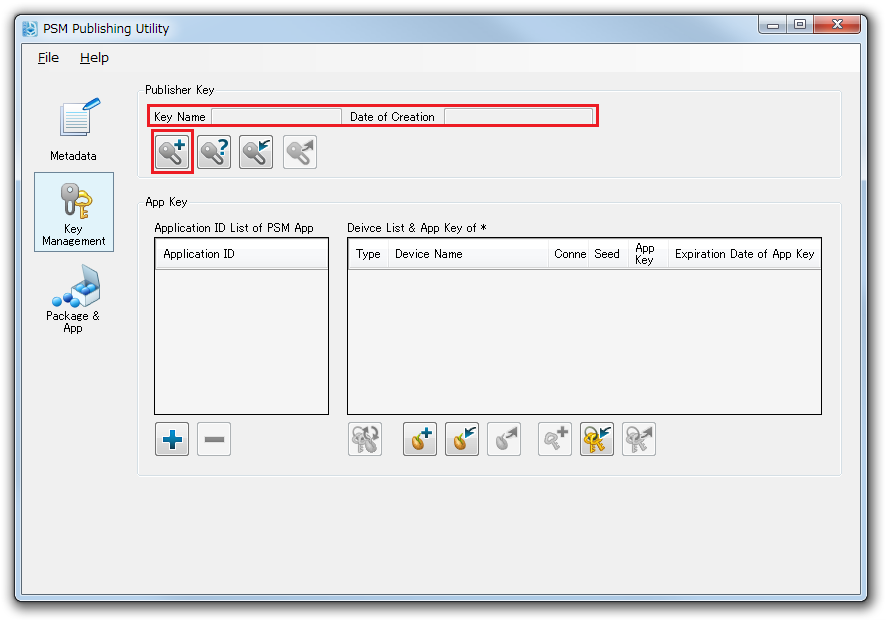 PSM Publishing Utility
File Help
Publisher Key
Key Name Date of Creation
Metadata
App Key
Key
Management
Application ID List of PSM App Deivce List & App Key of *
Application ID Type Device Name Conne Seed App Key Expiration Date of App Key
Package &
App